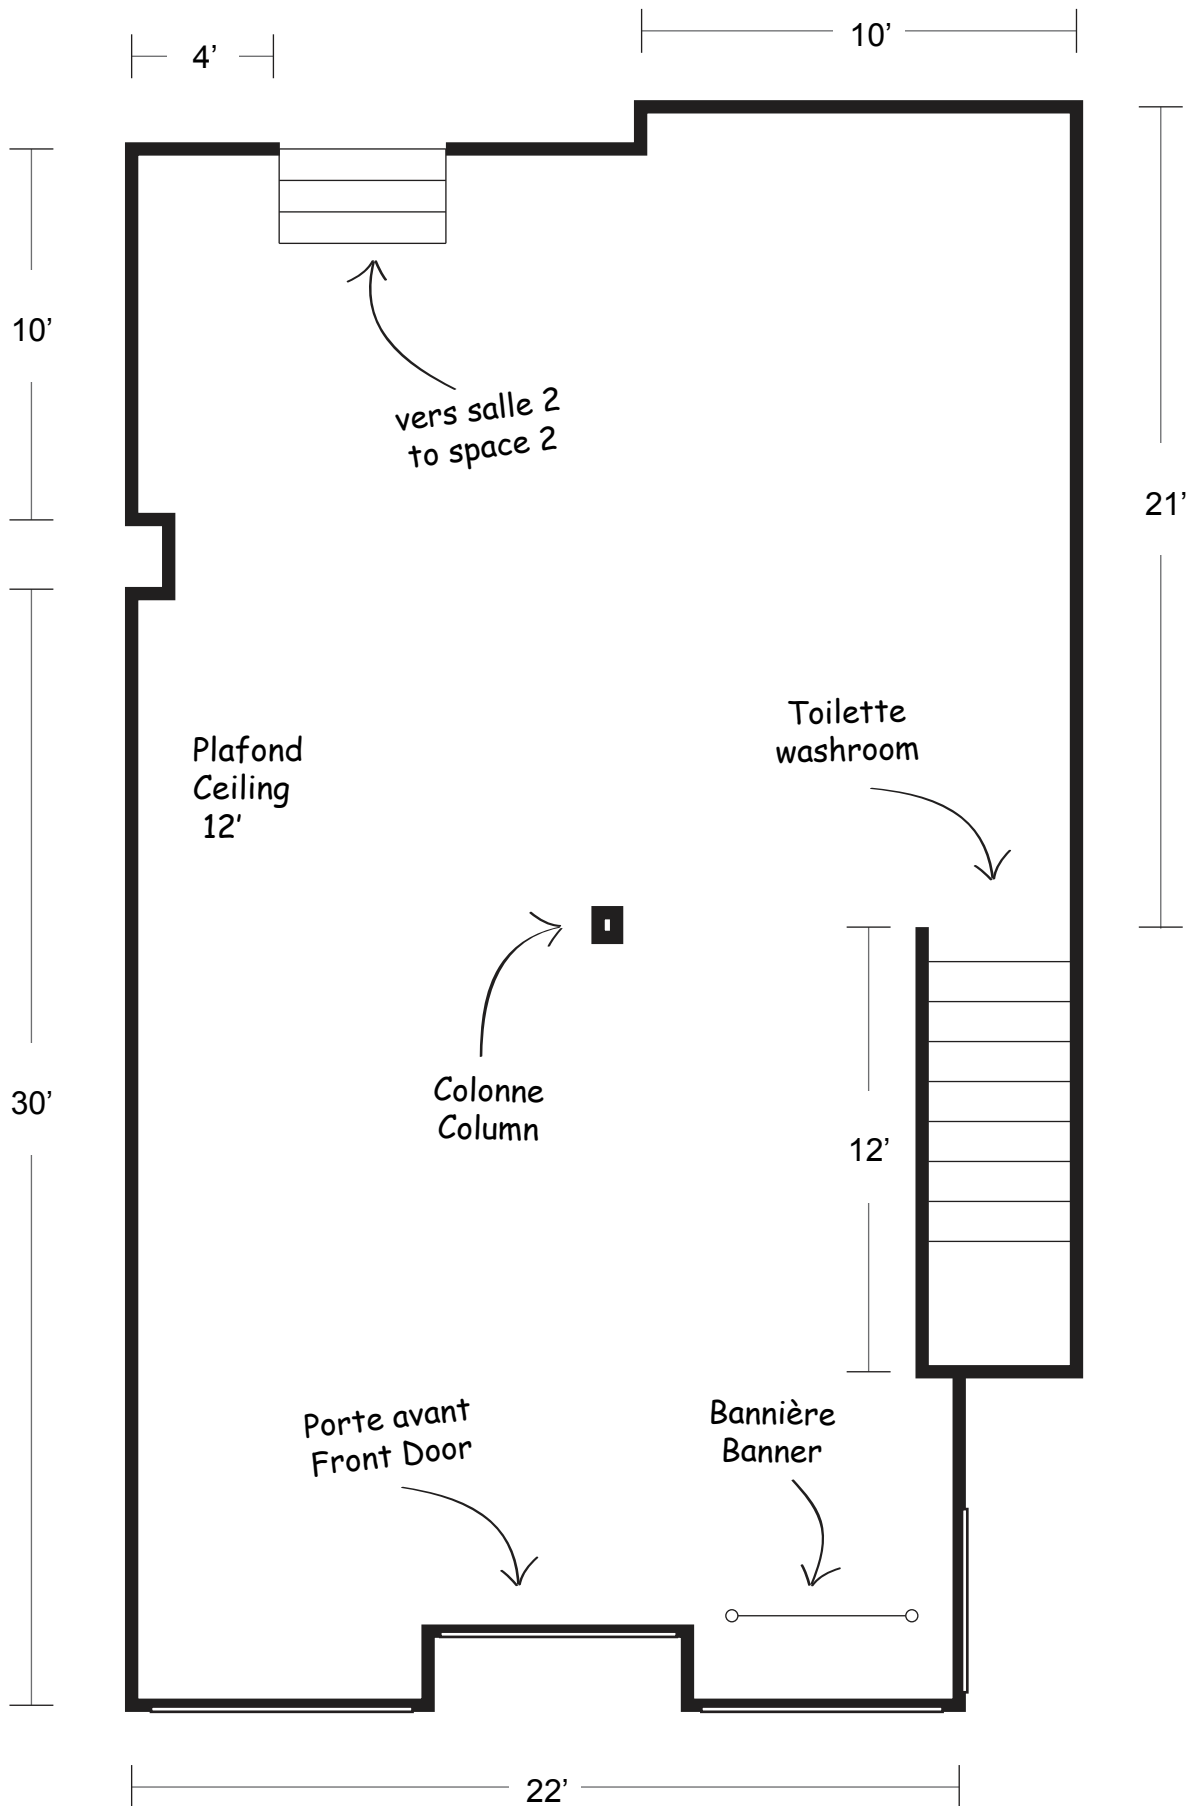 4’
10’
10’
vers salle 2
to space 2
21’
Toilette
washroom
Plafond
Ceiling
12’
Colonne
Column
30’
12’
Porte avant
Front Door
Bannière
Banner
22’